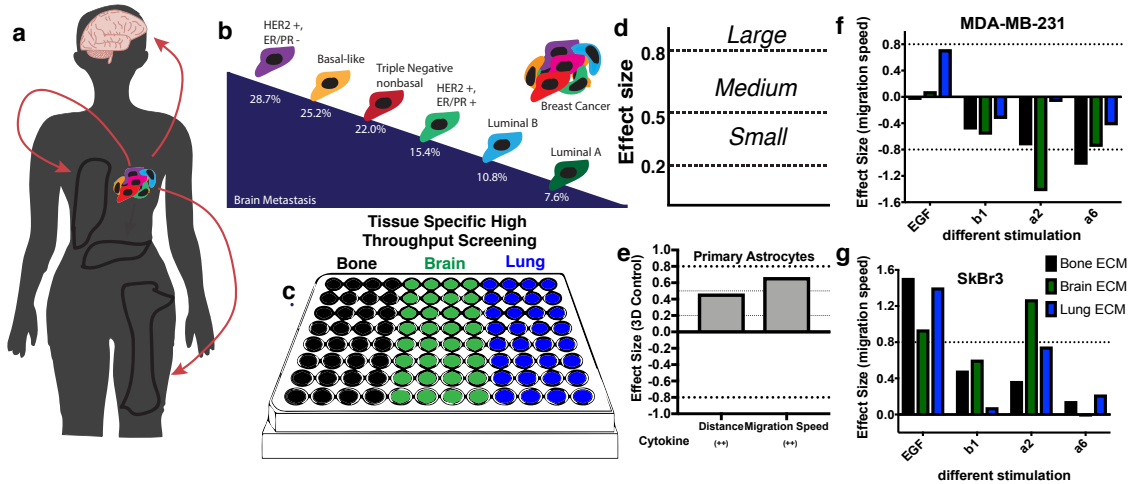 a
b
HER2 +,
ER/PR -
28.7%
Basal-like
25.2%
Triple Negative
nonbasal
22.0%
HER2 +,
ER/PR +
15.4%
Luminal B
10.8%
Luminal A
7.6%
Breast Cancer
Brain Metastasis
Tissue Specific High
Throughput Screening
c
Bone
Brain
Lung
d
Effect size
0.8
0.5
0.2
Large
Medium
Small
e
Primary Astrocytes
Effect Size (3D Control)
1.0
0.8
0.6
0.4
0.2
0.0
-0.2
-0.4
-0.6
-0.8
-1.0
Distance
Migration Speed
Cytokine
(++)
(++)
f
MDA-MB-231
Effect Size (migration speed)
0.8
0.4
0.0
-0.4
-0.8
-1.2
-1.6
EGF
b1
a2
a6
different stimulation
g
SkBr3
Bone ECM
Brain ECM
Lung ECM
Effect Size (migration speed)
1.6
1.2
0.8
0.4
0.0
EGF
b1
a2
a6
different stimulation